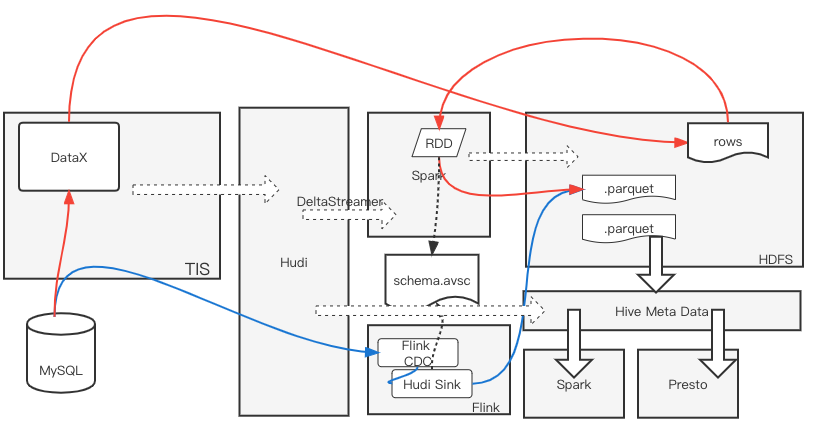 DataX
TIS
MySQL
Hudi
DeltaStreamer
RDD
Spark
schema.avsc
Flink
CDC
Hudi Sink
Flink
rows
.parquet
.parquet
HDFS
Hive Meta Data
Spark
Presto